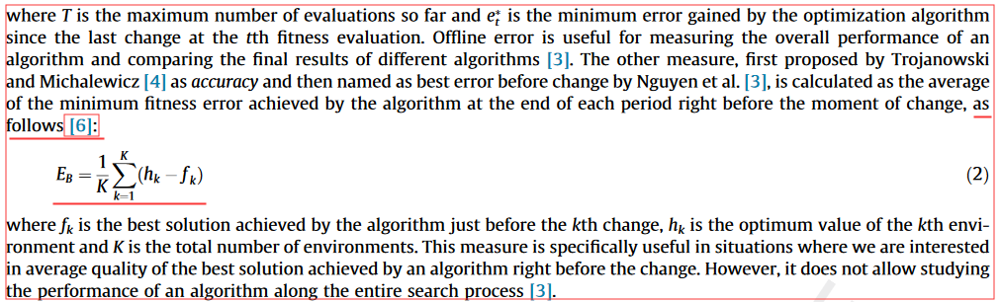 where T is the maximum number of evaluations so far and e*t is the minimum error gained by the optimization algorithm
since the last change at the tth fitness evaluation. Offline error is useful for measuring the overall performance of an
algorithm and comparing the final results of different algorithms [3]. The other measure, first proposed by Trojanowski
and Michalewicz [4] as accuracy and then named as best error before change by Nguyen et al. [3], is calculated as the average
of the minimum fitness error achieved by the algorithm at the end of each period right before the moment of change, as
follows [6]:
E_B = \frac{1}{K} \sum_{k=1}^{K} (h_k − f_k) (2)
where f_k is the best solution achieved by the algorithm just before the kth change, h_k is the optimum value of the kth envi-
ronment and K is the total number of environments. This measure is specifically useful in situations where we are interested
in average quality of the best solution achieved by an algorithm right before the change. However, it does not allow studying
the performance of an algorithm along the entire search process [3].